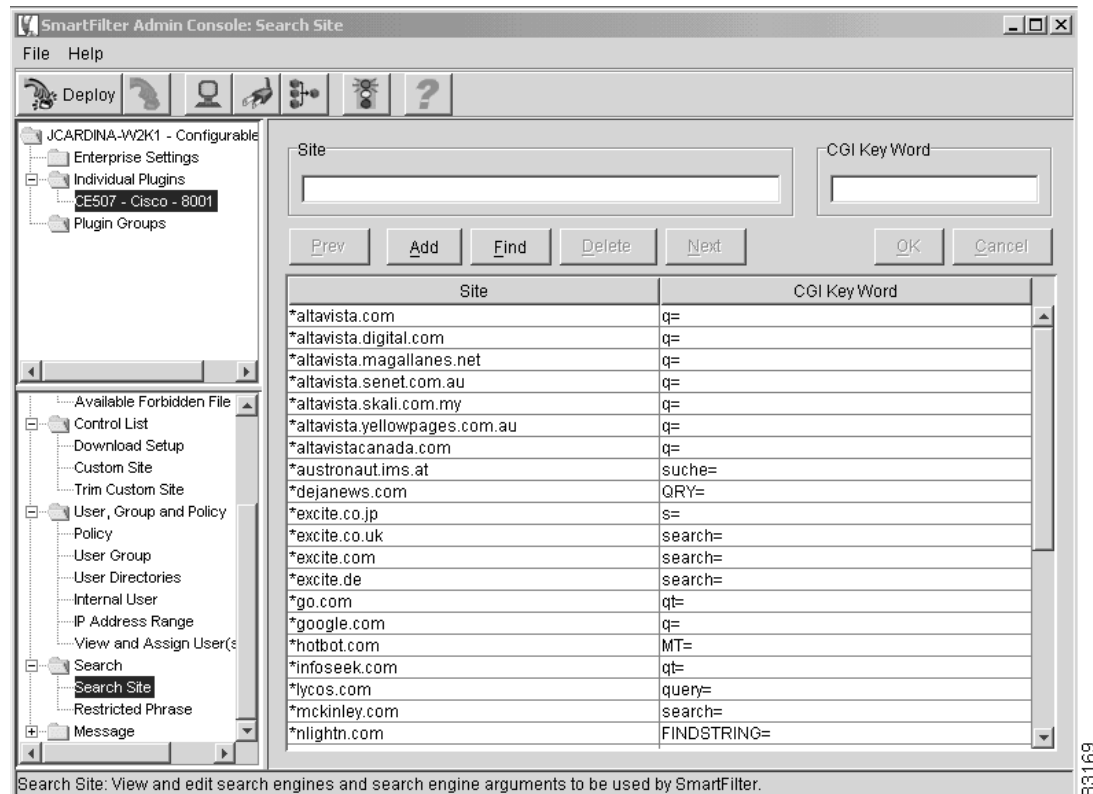 SmartFilter Admin Console: Search Site
File Help
Deploy
JCARDINA-W2K1 - Configurable
Enterprise Settings
Individual Plugins
CE507 - Cisco - 8001
Plugin Groups
Available Forbidden File
Control List
Download Setup
Custom Site
Trim Custom Site
User, Group and Policy
Policy
User Group
User Directories
Internal User
IP Address Range
View and Assign User(s
Search
Search Site
Restricted Phrase
Message
Site CGI Key Word
Prev Add Find Delete Next OK Cancel
Site CGI Key Word
*altavista.com q=
*altavista.digital.com q=
*altavista.magallanes.net q=
*altavista.senet.com.au q=
*altavista.skali.com.my q=
*altavista.yellowpages.com.au q=
*altavistacanada.com q=
*austronaut.ims.at suche=
*dejanews.com QRY=
*excite.co.jp s=
*excite.co.uk search=
*excite.com search=
*excite.de search=
*go.com qt=
*google.com q=
*hotbot.com MT=
*infoseek.com qt=
*lycos.com query=
*mckinley.com search=
*nlightn.com FINDSTRING=
Search Site: View and edit search engines and search engine arguments to be used by SmartFilter.
83169